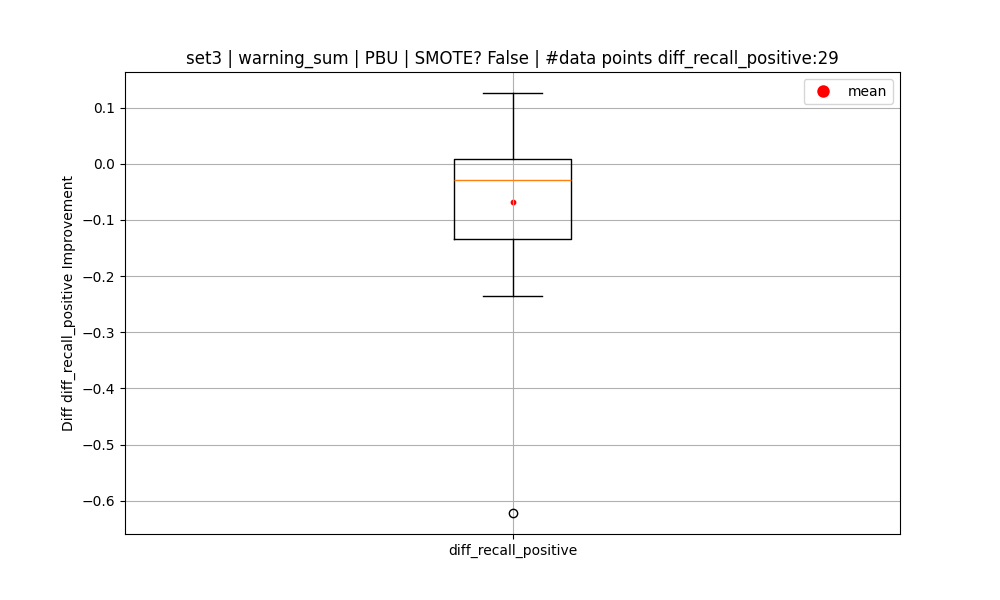 set3 | warning_sum | PBU | SMOTE? False | #data points diff_recall_positive:29
mean
0.1
0.0
−0.1
−0.2
−0.3
−0.4
−0.5
−0.6
Diff diff_recall_positive Improvement
diff_recall_positive